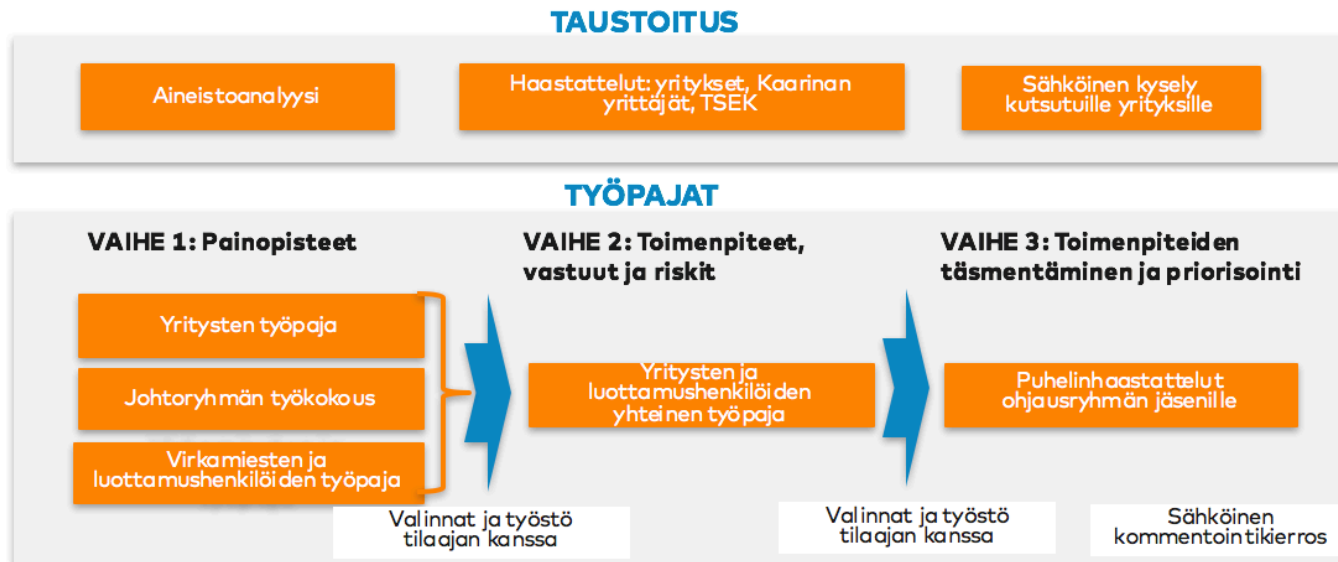 TAUSTOITUS
Aineistoanalyysi
Haastattelut: yritykset, Kaarinan
yrittäjät, TSEK
Sähköinen kysely
kutsutuille yrityksille
TYÖPAJAT
VAIHE 1: Painopisteet
Yritysten työpaja
Johtoryhmän työkokous
Virkamiesten ja
luottamushenkilöiden työpaja
Valinnat ja työstö
tilaajan kanssa
VAIHE 2: Toimenpiteet,
vastuut ja riskit
Yritysten ja
luottamushenkilöiden
yhteinen työpaja
Valinnat ja työstö
tilaajan kanssa
VAIHE 3: Toimenpiteiden
täsmentäminen ja priorisointi
Puhelinhaastattelut
ohjausryhmän jäsenille
Sähköinen
kommentointikierros